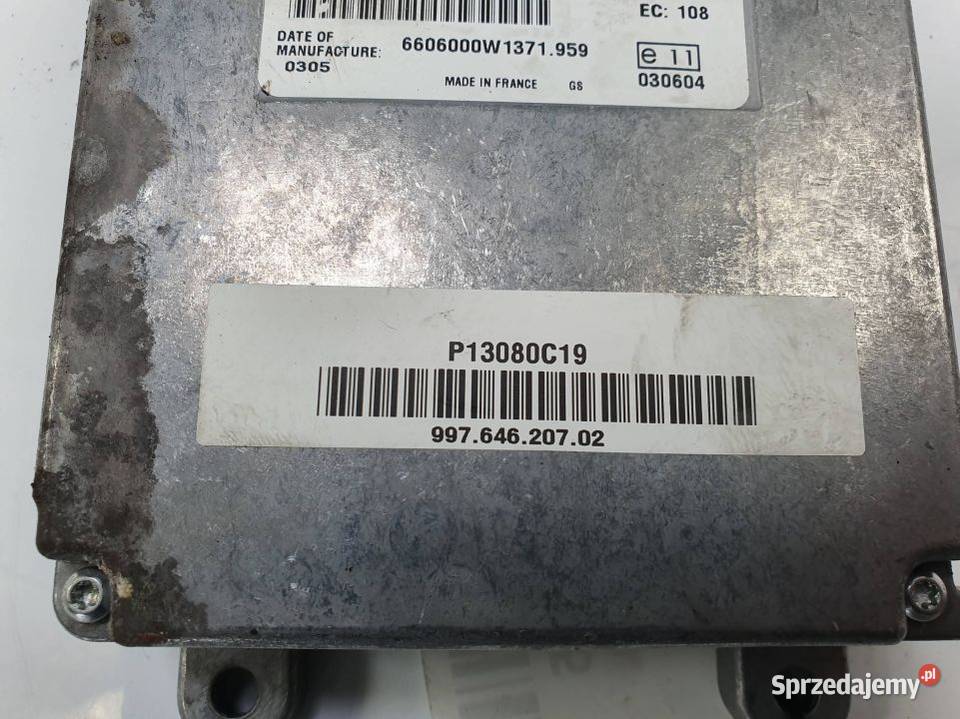 EC: 108
DATE OF
MANUFACTURE:
0305
6606000W1371.959
e 11
030604
MADE IN FRANCE GS
P13080C19
997.646.207.02
Sprzedajemy.pl